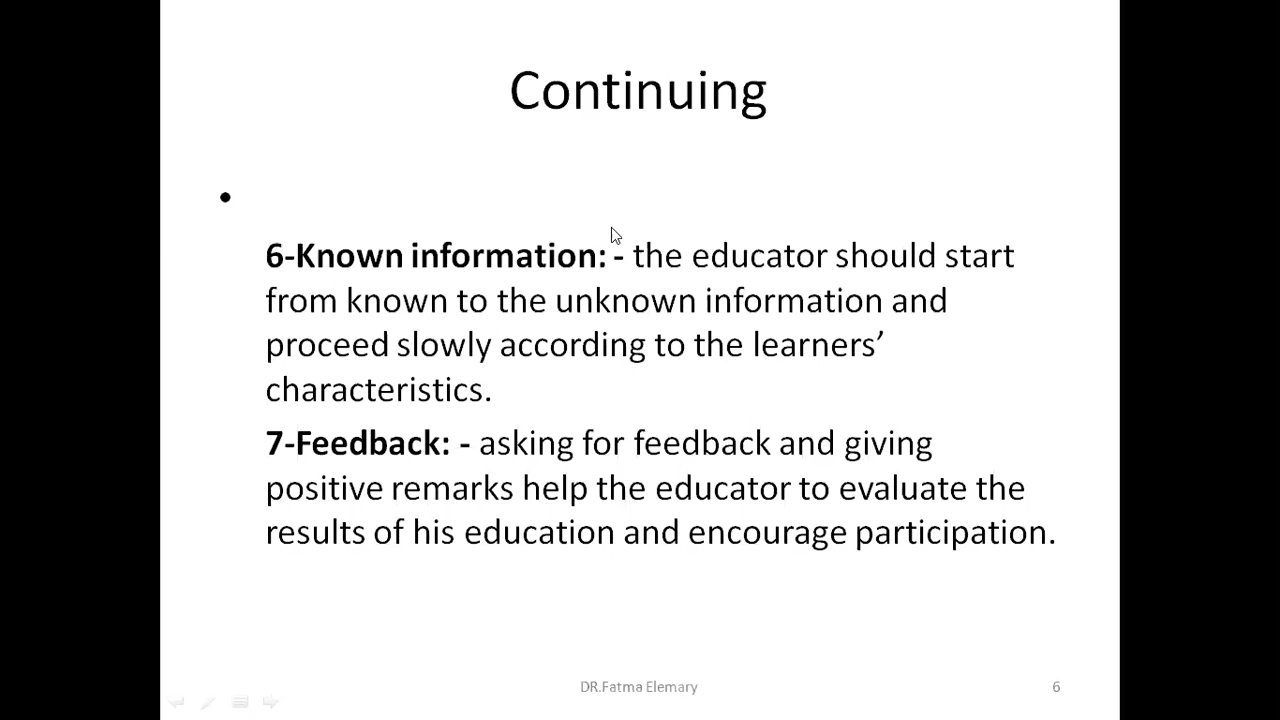 Continuing
•
6-Known information: - the educator should start
from known to the unknown information and
proceed slowly according to the learners’
characteristics.
7-Feedback: - asking for feedback and giving
positive remarks help the educator to evaluate the
results of his education and encourage participation.
DR.Fatma Elemary
6